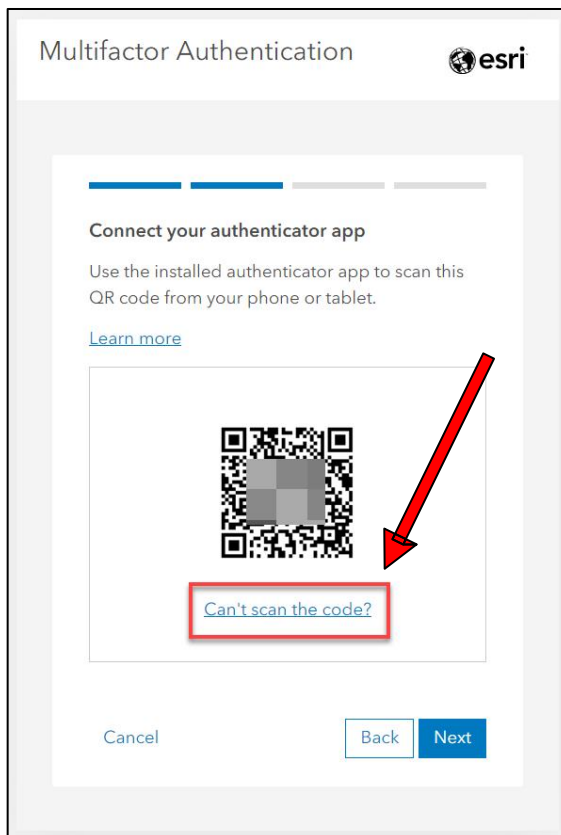 Multifactor Authentication
esri
Connect your authenticator app
Use the installed authenticator app to scan this
QR code from your phone or tablet.
Learn more
Can't scan the code?
Cancel
Back
Next